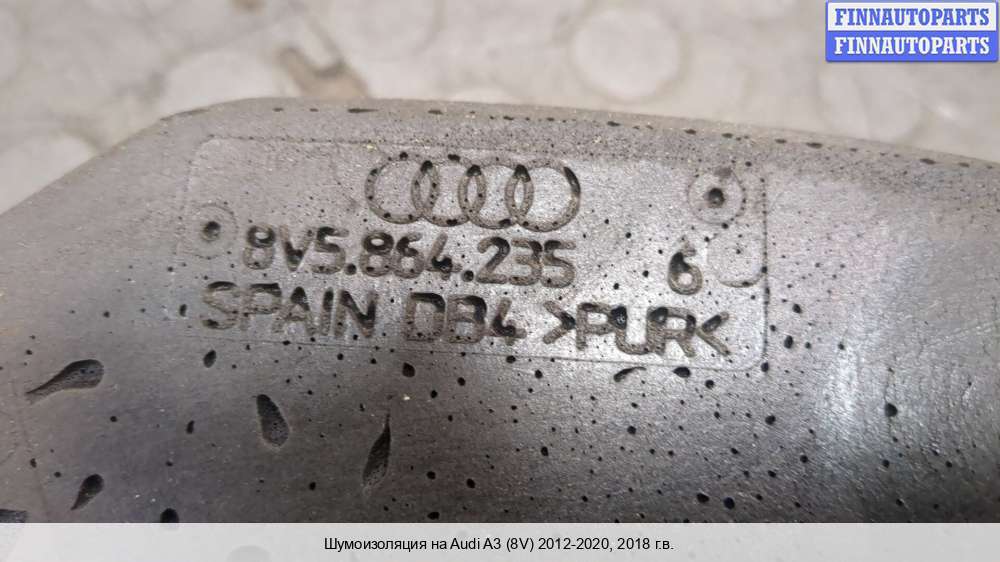 FINNAUTOPARTS
FINNAUTOPARTS
8V5.864.235 6
SPAIN DB4 >PUR<
Шумоизоляция на Audi A3 (8V) 2012-2020, 2018 г.в.